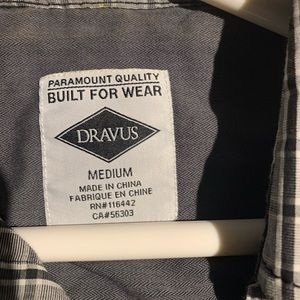 PARAMOUNT QUALITY
BUILT FOR WEAR
DRAVUS
MEDIUM
MADE IN CHINA
FABRIQUE EN CHINE
RN#116442
CA#56303